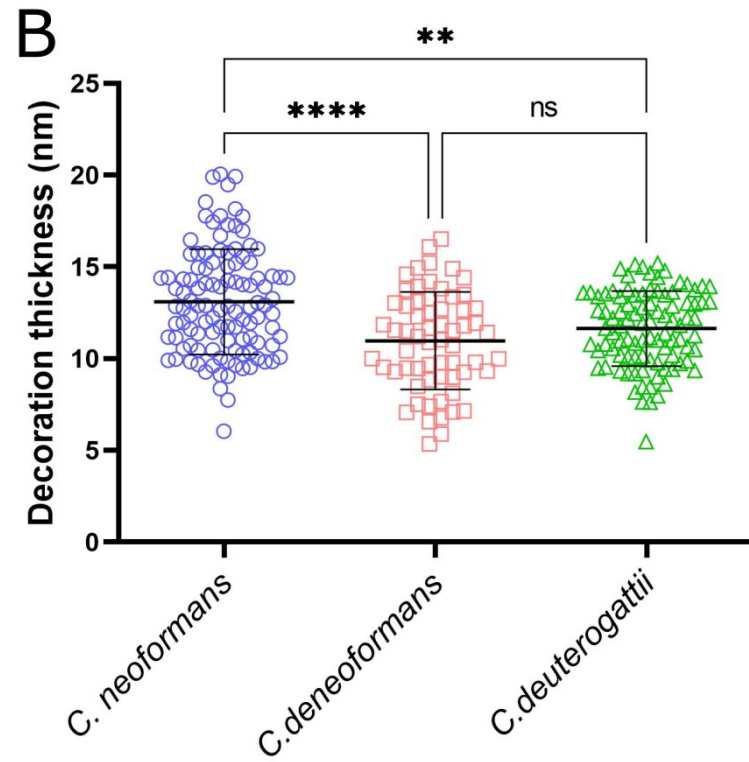 B
**
****
ns
Decoration thickness (nm)
25
20
15
10
5
0
C. neoformans
C.deneoformans
C.deuterogattii